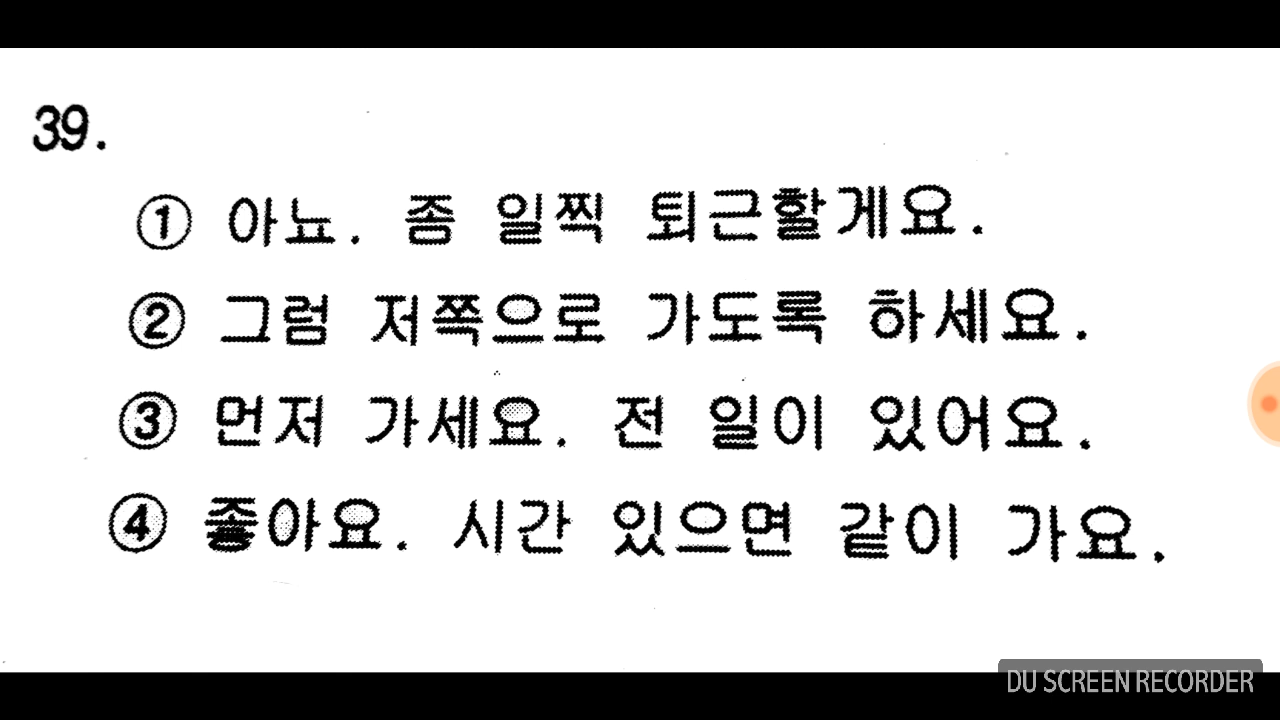 39.
① 아뇨. 좀 일찍 퇴근할게요.
② 그럼 저쪽으로 가도록 하세요.
③ 먼저 가세요. 전 일이 있어요.
④ 좋아요. 시간 있으면 같이 가요.
DU SCREEN RECORDER